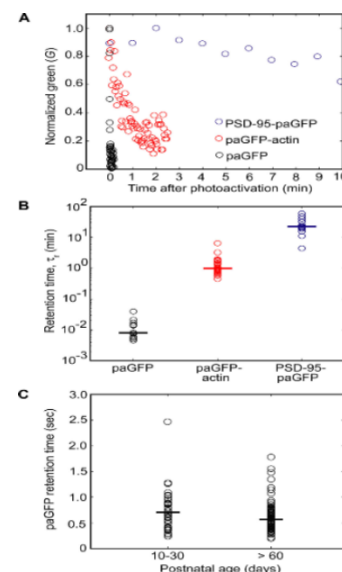 A
Normalized green (G)
1.0
0.8
0.6
0.4
0.2
0
PSD-95-paGFP
paGFP-actin
paGFP
0 1 2 3 4 5 6 7 8 9 10
Time after photoactivation (min)
B
Retention time, τr (min)
10²
10¹
10⁰
10⁻¹
10⁻²
10⁻³
paGFP
paGFP-
actin
PSD-95-
paGFP
C
paGFP retention time (sec)
3.0
2.5
2.0
1.5
1.0
0.5
0
10-30
> 60
Postnatal age (days)